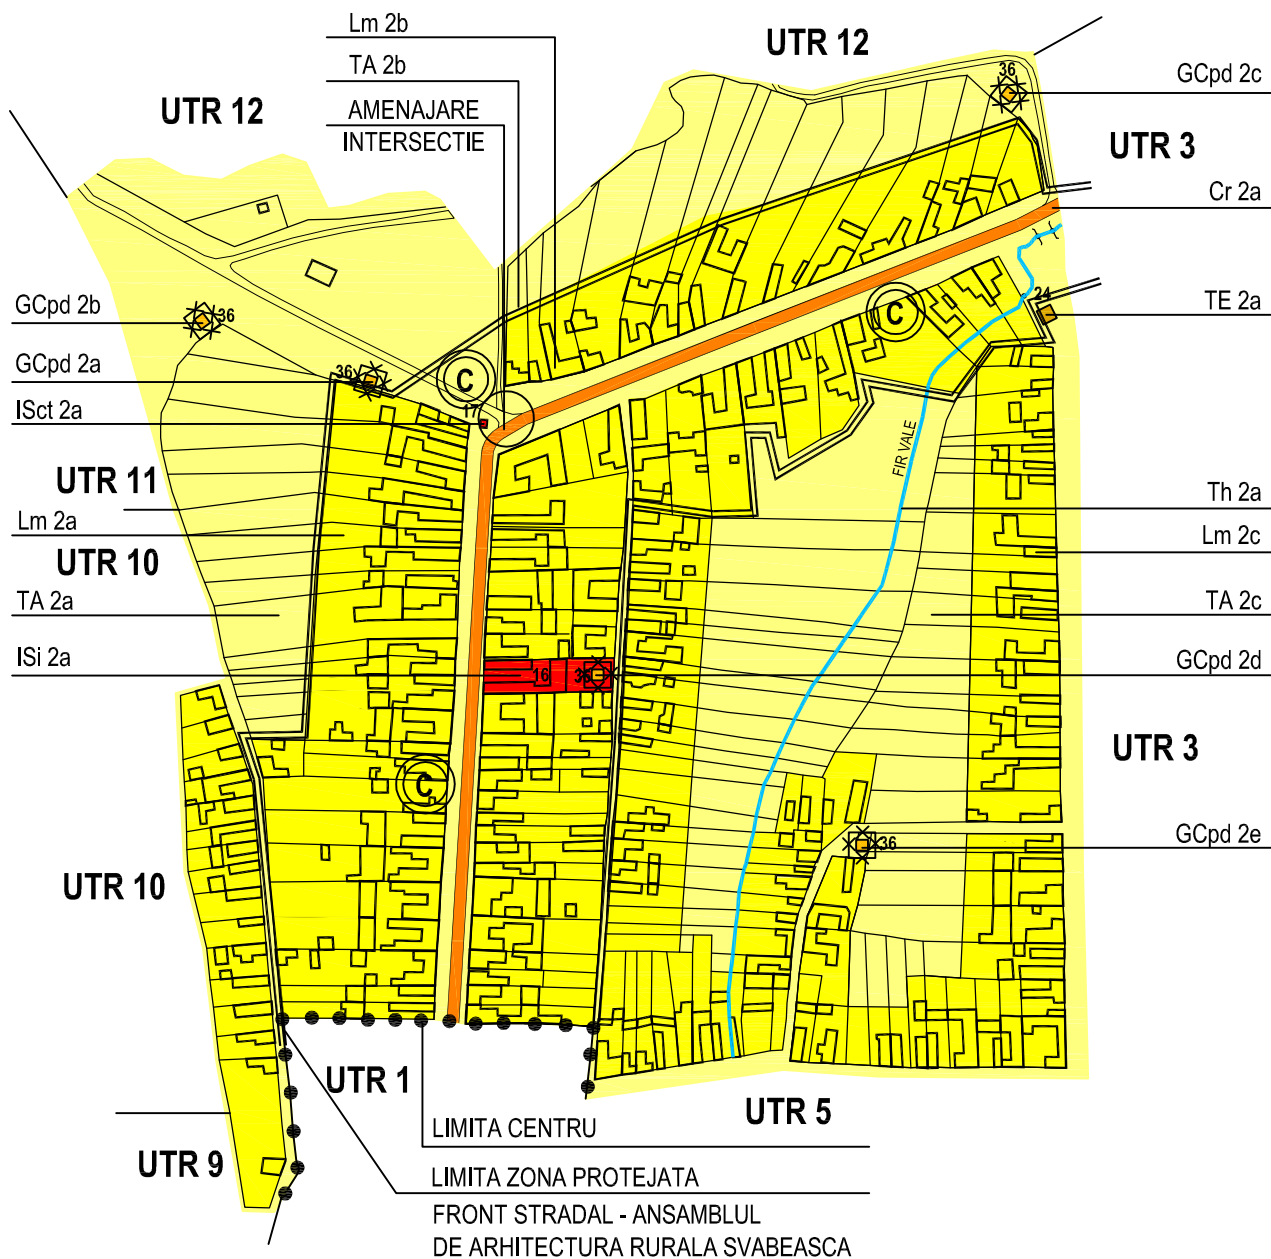 Lm 2b
UTR 12
TA 2b
36
GCpd 2c
UTR 12
AMENAJARE
INTERSECTIE
UTR 3
Cr 2a
GCpd 2b
36
24
TE 2a
C
GCpd 2a
36
C
ISct 2a
17
FIR VALE
UTR 11
Th 2a
Lm 2a
Lm 2c
UTR 10
TA 2a
TA 2c
ISi 2a
16
36
GCpd 2d
UTR 3
C
GCpd 2e
36
UTR 10
UTR 1
UTR 5
LIMITA CENTRU
UTR 9
LIMITA ZONA PROTEJATA
FRONT STRADAL - ANSAMBLUL
DE ARHITECTURA RURALA SVABEASCA